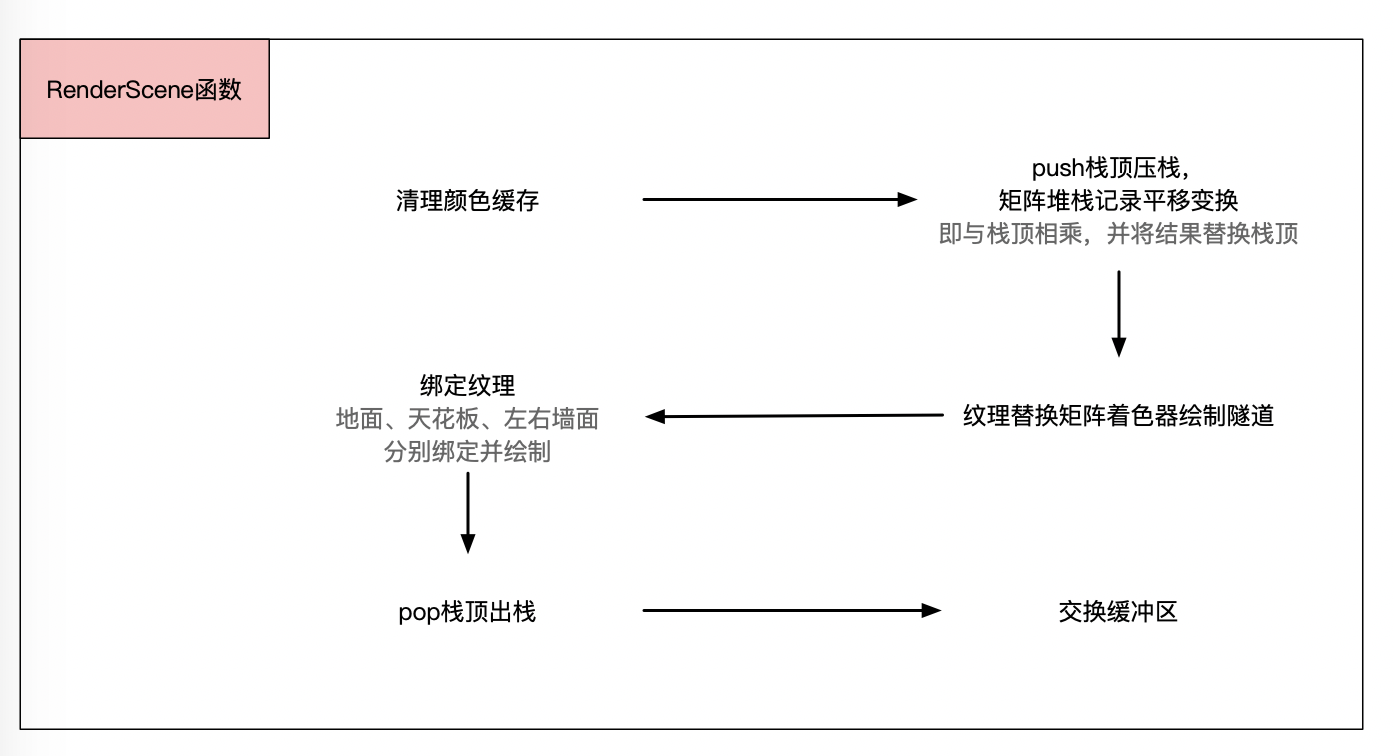 RenderScene函数
清理颜色缓存
push栈顶压栈，
矩阵堆栈记录平移变换
即与栈顶相乘，并将结果替换栈顶
纹理替换矩阵着色器绘制隧道
绑定纹理
地面、天花板、左右墙面
分别绑定并绘制
pop栈顶出栈
交换缓冲区